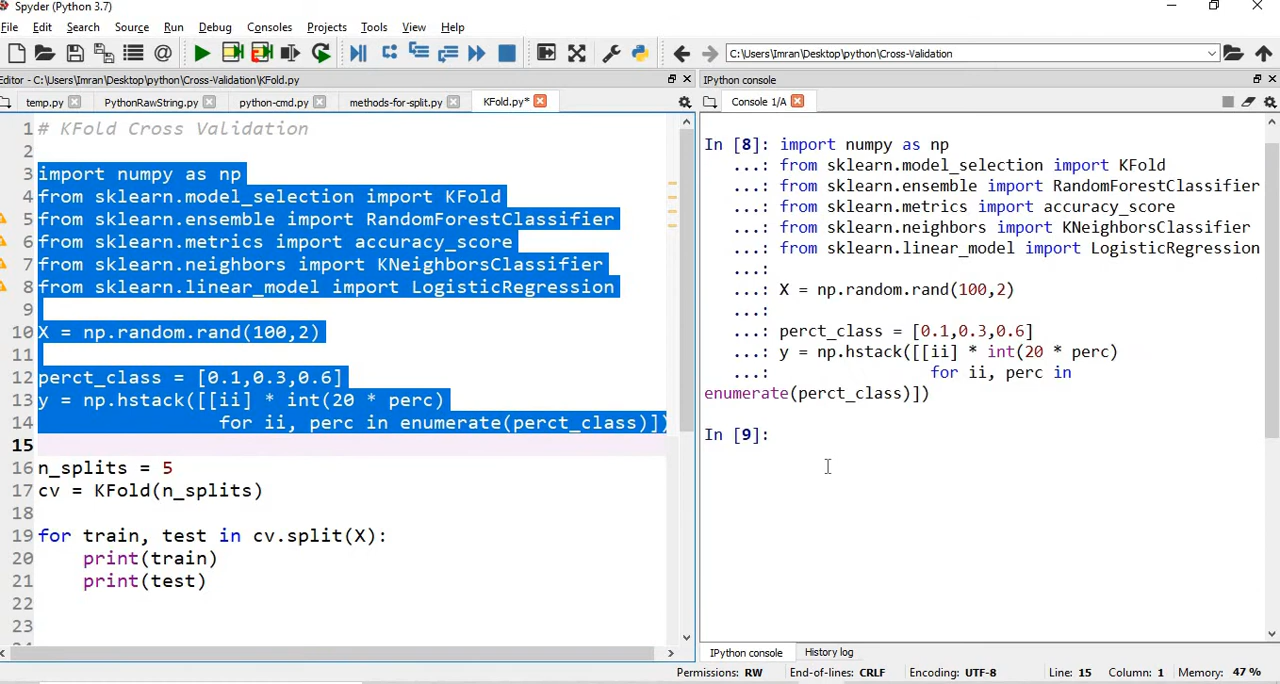 Spyder (Python 3.7)
File Edit Search Source Run Debug Consoles Projects Tools View Help
C:\Users\Imran\Desktop\python\Cross-Validation
Editor - C:\Users\Imran\Desktop\python\Cross-Validation\KFold.py
temp.py PythonRawString.py python-cmd.py methods-for-split.py KFold.py*
1 # KFold Cross Validation
2
3 import numpy as np
4 from sklearn.model_selection import KFold
5 from sklearn.ensemble import RandomForestClassifier
6 from sklearn.metrics import accuracy_score
7 from sklearn.neighbors import KNeighborsClassifier
8 from sklearn.linear_model import LogisticRegression
9
10 X = np.random.rand(100,2)
11
12 perct_class = [0.1,0.3,0.6]
13 y = np.hstack([[ii] * int(20 * perc)
14 for ii, perc in enumerate(perct_class)])
15
16 n_splits = 5
17 cv = KFold(n_splits)
18
19 for train, test in cv.split(X):
20 print(train)
21 print(test)
22
23
IPython console
Console 1/A
In [8]: import numpy as np
...: from sklearn.model_selection import KFold
...: from sklearn.ensemble import RandomForestClassifier
...: from sklearn.metrics import accuracy_score
...: from sklearn.neighbors import KNeighborsClassifier
...: from sklearn.linear_model import LogisticRegression
...:
...: X = np.random.rand(100,2)
...:
...: perct_class = [0.1,0.3,0.6]
...: y = np.hstack([[ii] * int(20 * perc)
...: for ii, perc in
enumerate(perct_class)])
In [9]:
IPython console History log
Permissions: RW End-of-lines: CRLF Encoding: UTF-8 Line: 15 Column: 1 Memory: 47 %